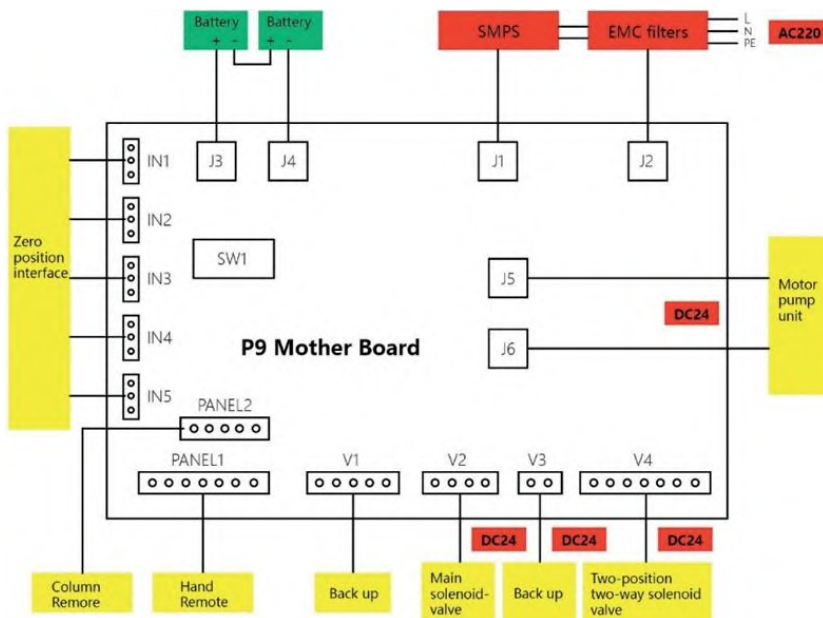 Battery
+ -
Battery
+ -
SMPS
EMC filters
L
N
PE
AC220
IN1
J3
J4
J1
J2
IN2
Zero
position
interface
SW1
IN3
J5
Motor
pump
unit
DC24
IN4
P9 Mother Board
J6
IN5
PANEL2
PANEL1
V1
V2
V3
V4
DC24
DC24
DC24
Column
Remore
Hand
Remote
Back up
Main
solenoid-
valve
Back up
Two-position
two-way solenoid
valve